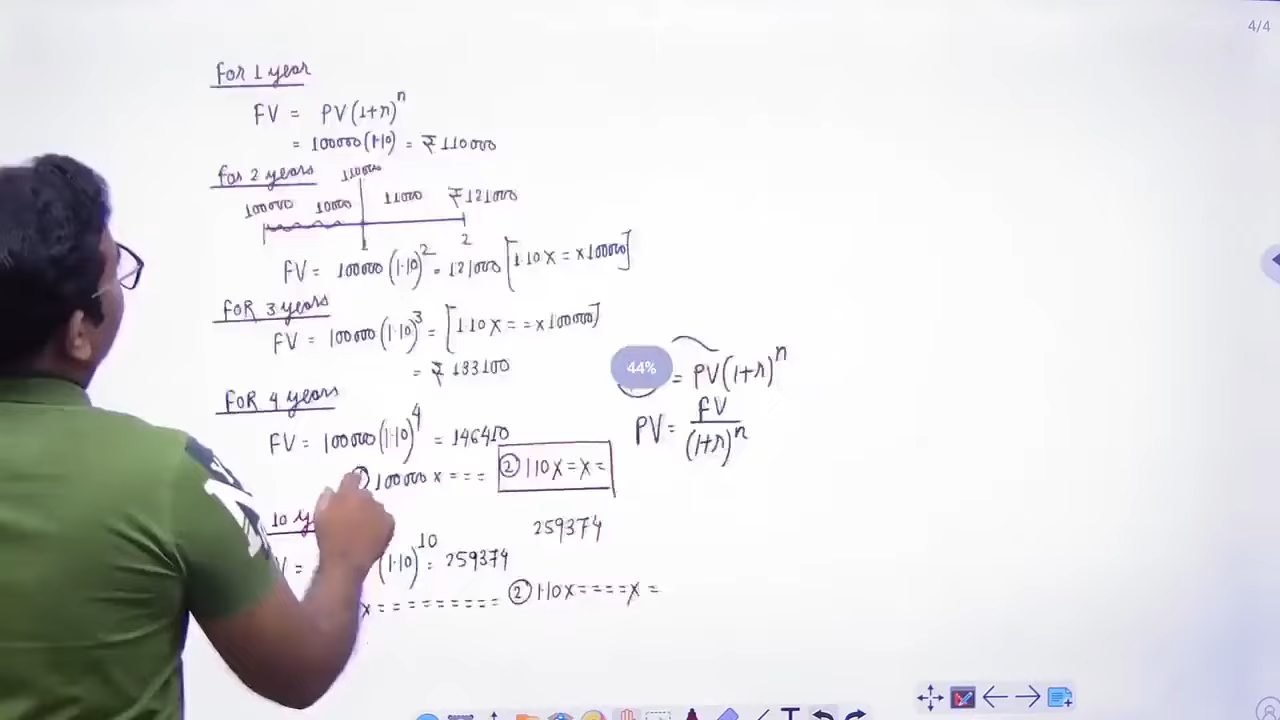 4/4
for 1 year
FV = PV(1+r)^n
= 100000(1.10) = ₹110000
for 2 years
110000
100000 10000 11000 ₹121000
1 2
FV = 100000(1.10)^2 = 121000 [1.10 x = x 100000]
FOR 3 years
FV = 100000(1.10)^3 = [1.10 x = = x 100000]
= ₹133100
FOR 4 years
FV = 100000(1.10)^4 = 146410
100000 x = = = ② 1.10 x = x =
10 y
= (1.10)^10 = 259374
259374
x = = = = = = = = = = ② 1.10 x = = = = x =
44%
= PV(1+r)^n
PV = FV/(1+r)^n